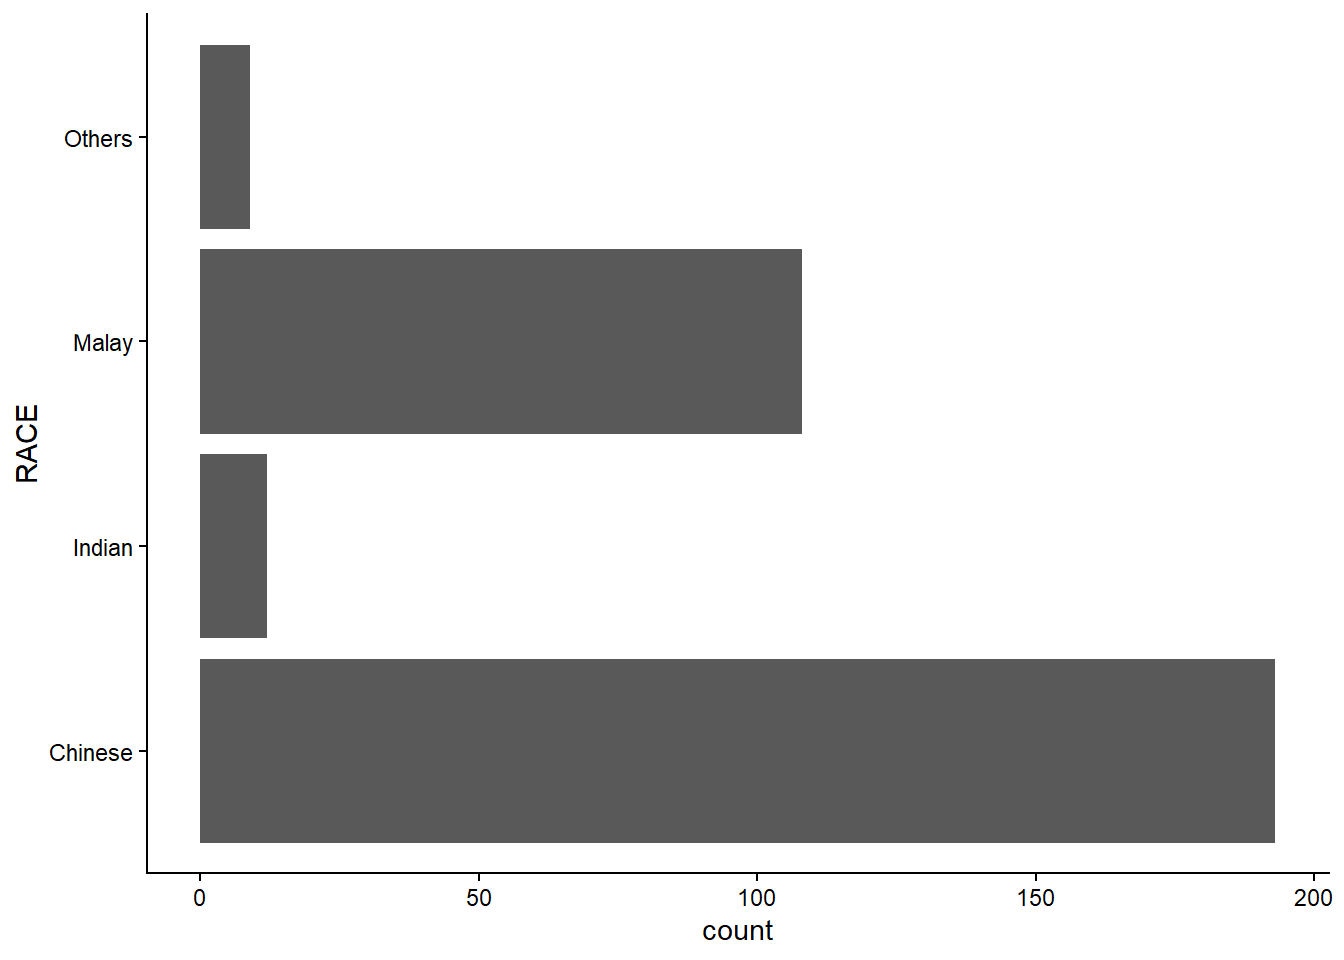 Others
Malay
Indian
Chinese
RACE
0 50 100 150 200
count